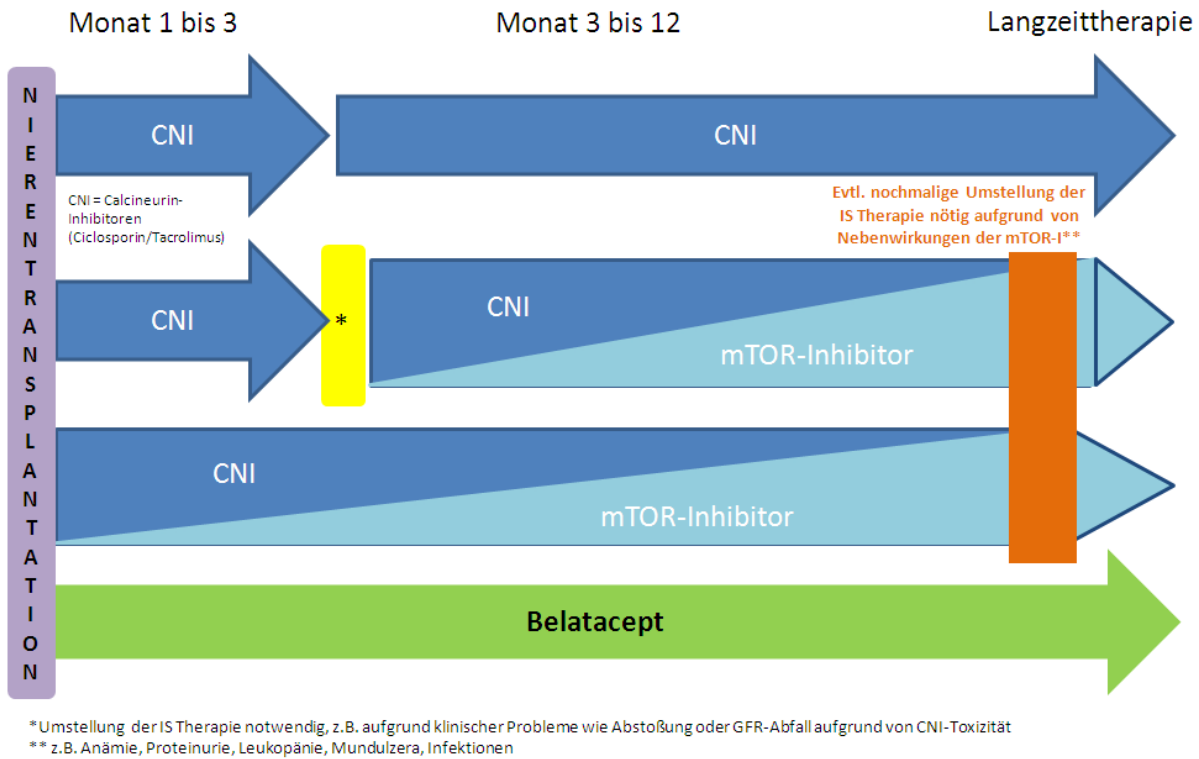 Monat 1 bis 3
Monat 3 bis 12
Langzeittherapie
NIERENTRANSPLANTATION
CNI
CNI
CNI = Calcineurin-
Inhibitoren
(Ciclosporin/Tacrolimus)
Evtl. nochmalige Umstellung der
IS Therapie nötig aufgrund von
Nebenwirkungen der mTOR-I**
CNI
*
CNI
mTOR-Inhibitor
CNI
mTOR-Inhibitor
Belatacept
*Umstellung der IS Therapie notwendig, z.B. aufgrund klinischer Probleme wie Abstoßung oder GFR-Abfall aufgrund von CNI-Toxizität
** z.B. Anämie, Proteinurie, Leukopänie, Mundulzera, Infektionen